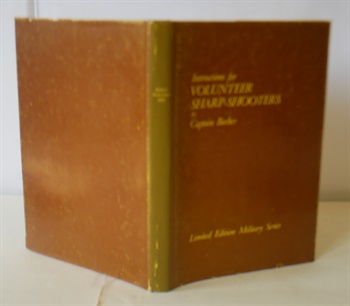 Instructions for
VOLUNTEER
SHARP-SHOOTERS
by
Captain Barber
Limited Edition Military Series